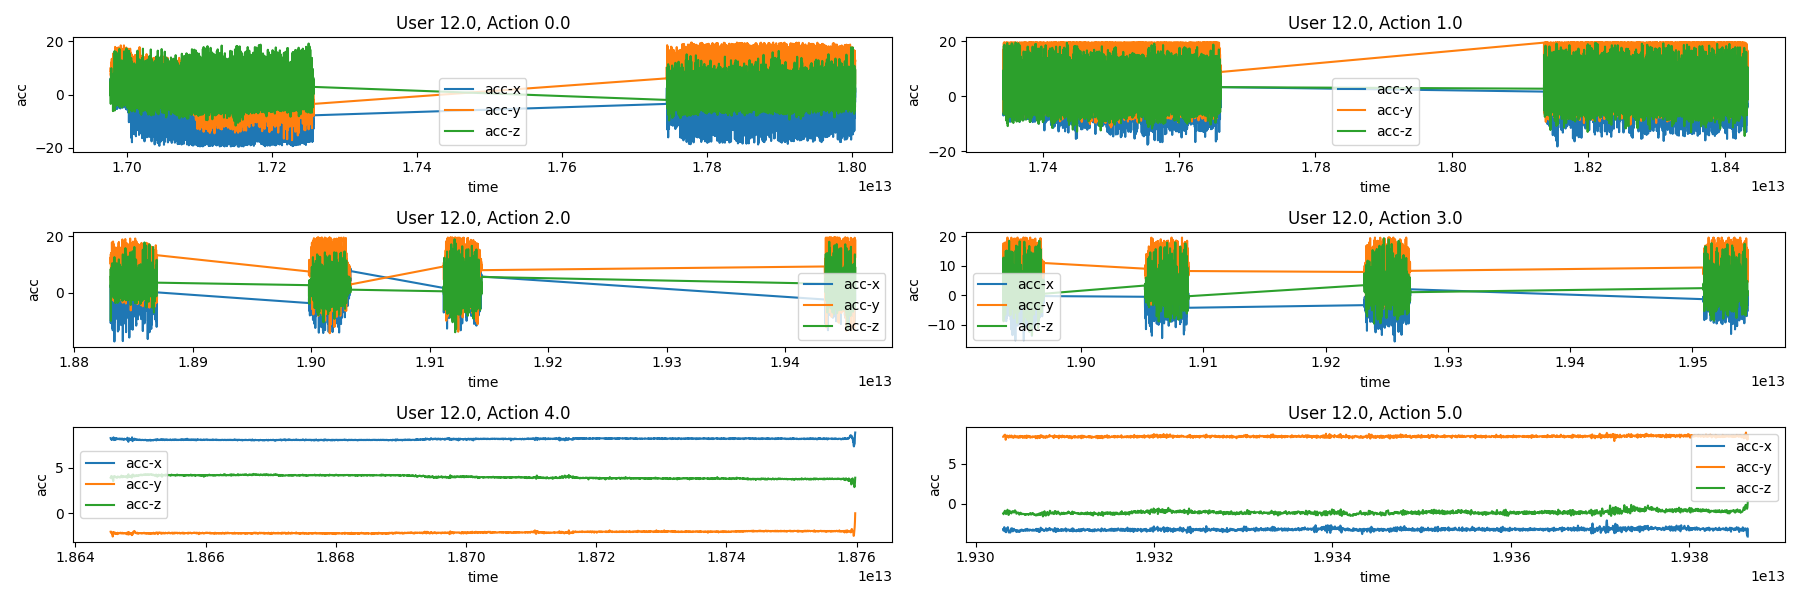 User 12.0, Action 0.0
acc
20
0
−20
acc-x
acc-y
acc-z
1.70 1.72 1.74 1.76 1.78 1.80
time
1e13
User 12.0, Action 1.0
acc
20
0
−20
acc-x
acc-y
acc-z
1.74 1.76 1.78 1.80 1.82 1.84
time
1e13
User 12.0, Action 2.0
acc
20
0
acc-x
acc-y
acc-z
1.88 1.89 1.90 1.91 1.92 1.93 1.94
time
1e13
User 12.0, Action 3.0
acc
20
10
0
−10
acc-x
acc-y
acc-z
1.90 1.91 1.92 1.93 1.94 1.95
time
1e13
User 12.0, Action 4.0
acc
5
0
acc-x
acc-y
acc-z
1.864 1.866 1.868 1.870 1.872 1.874 1.876
time
1e13
User 12.0, Action 5.0
acc
5
0
acc-x
acc-y
acc-z
1.930 1.932 1.934 1.936 1.938
time
1e13